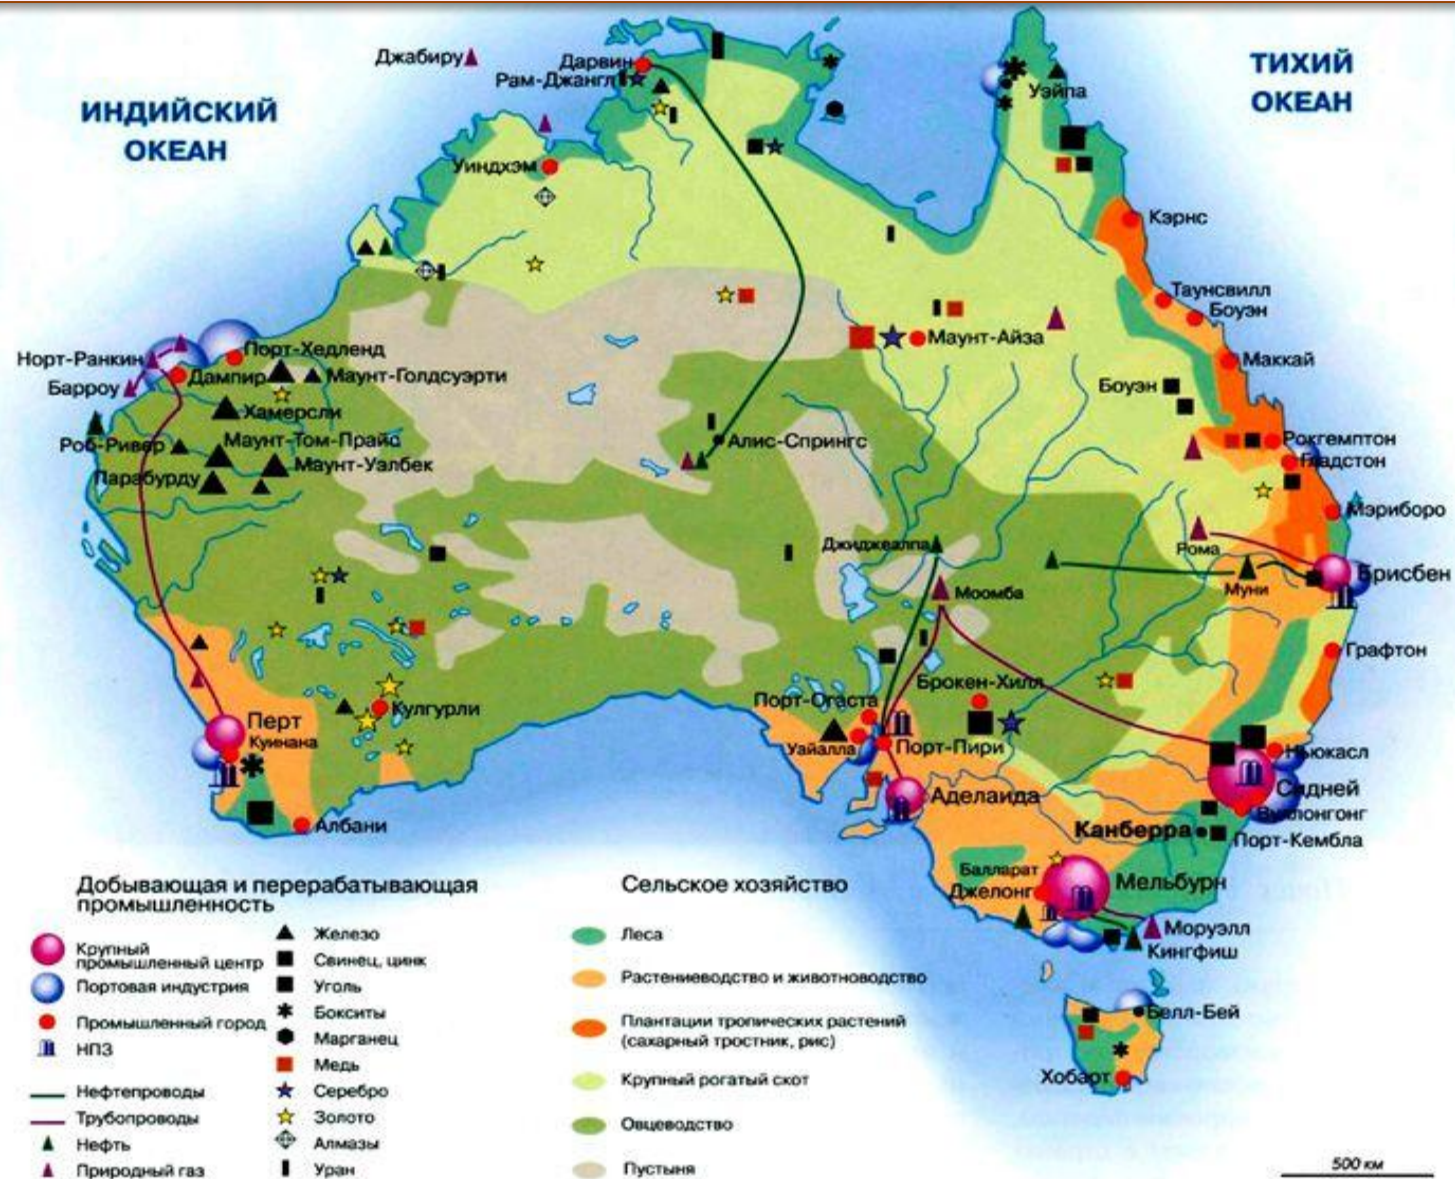 Джабиру
Дарвин
Рам-Джангл
ИНДИЙСКИЙ
ОКЕАН
ТИХИЙ
ОКЕАН
Уэйпа
Уиндхэм
Кэрнс
Таунсвилл
Боуэн
Маунт-Айза
Маккай
Норт-Ранкин
Порт-Хедленд
Барроу
Дампир
Маунт-Голдсуэрти
Боуэн
Хамерсли
Роб-Ривер
Маунт-Том-Прайс
Алис-Спрингс
Рокгемптон
Гладстон
Маунт-Уэлбек
Парабурду
Мэриборо
Джиджвалпа
Рома
Брисбен
Моомба
Муни
Графтон
Брокен-Хилл
Порт-Огаста
Кулгурли
Перт
Куинана
Уайалла
Порт-Пири
Ньюкасл
Сидней
Аделаида
Вуллонгонг
Албани
Канберра
Порт-Кембла
Балларат
Джелонг
Мельбурн
Моруэлл
Кингфиш
Белл-Бей
Хобарт
Добывающая и перерабатывающая
промышленность
Крупный
промышленный центр
Портовая индустрия
Промышленный город
НПЗ
Нефтепроводы
Трубопроводы
Нефть
Природный газ
Железо
Свинец, цинк
Уголь
Бокситы
Марганец
Медь
Серебро
Золото
Алмазы
Уран
Сельское хозяйство
Леса
Растениеводство и животноводство
Плантации тропических растений
(сахарный тростник, рис)
Крупный рогатый скот
Овцеводство
Пустыня
500 км